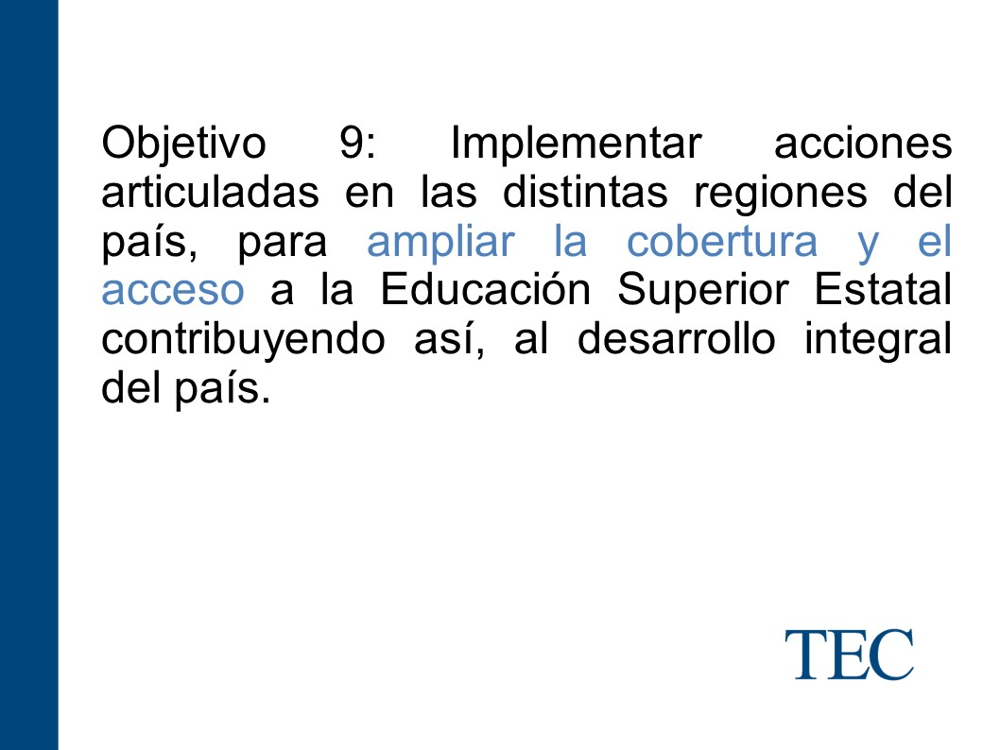 Objetivo 9: Implementar acciones
articuladas en las distintas regiones del
país, para ampliar la cobertura y el
acceso a la Educación Superior Estatal
contribuyendo así, al desarrollo integral
del país.
TEC